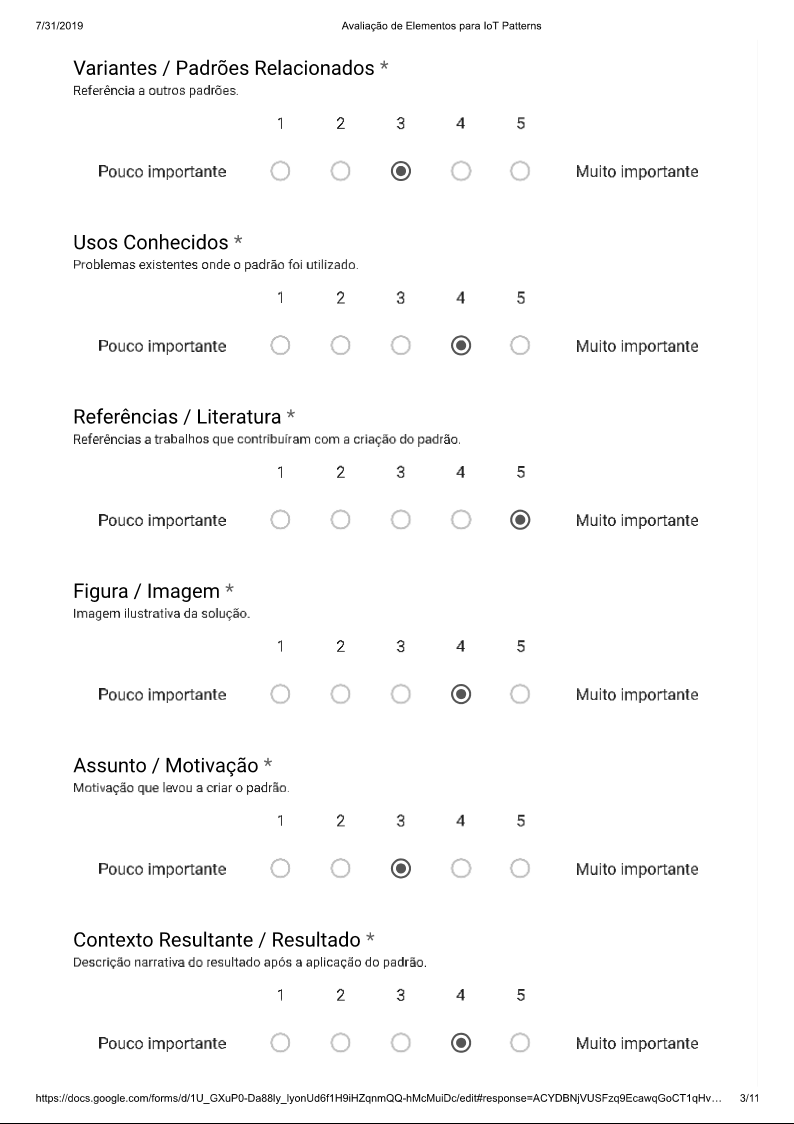 7/31/2019 Avaliação de Elementos para IoT Patterns
Variantes / Padrões Relacionados *
Referência a outros padrões.
1 2 3 4 5
Pouco importante Muito importante
Usos Conhecidos *
Problemas existentes onde o padrão foi utilizado.
1 2 3 4 5
Pouco importante Muito importante
Referências / Literatura *
Referências a trabalhos que contribuíram com a criação do padrão.
1 2 3 4 5
Pouco importante Muito importante
Figura / Imagem *
Imagem ilustrativa da solução.
1 2 3 4 5
Pouco importante Muito importante
Assunto / Motivação *
Motivação que levou a criar o padrão.
1 2 3 4 5
Pouco importante Muito importante
Contexto Resultante / Resultado *
Descrição narrativa do resultado após a aplicação do padrão.
1 2 3 4 5
Pouco importante Muito importante
https://docs.google.com/forms/d/1U_GXuP0-Da88ly_lyonUd6f1H9iHZqnmQQ-hMcMuiDc/edit#response=ACYDBNjVUSFzq9EcawqGoCT1qHv… 3/11